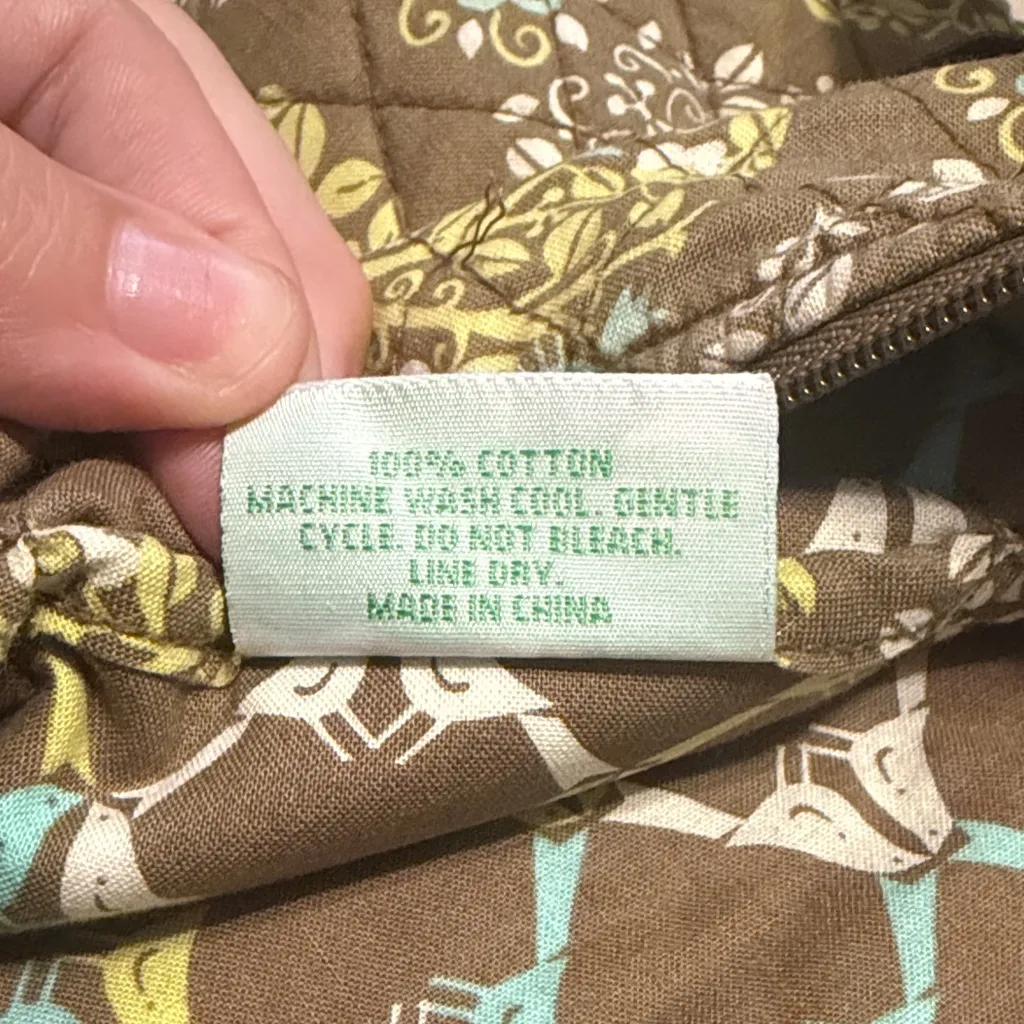 100% COTTON
MACHINE WASH COOL. GENTLE
CYCLE. DO NOT BLEACH.
LINE DRY.
MADE IN CHINA